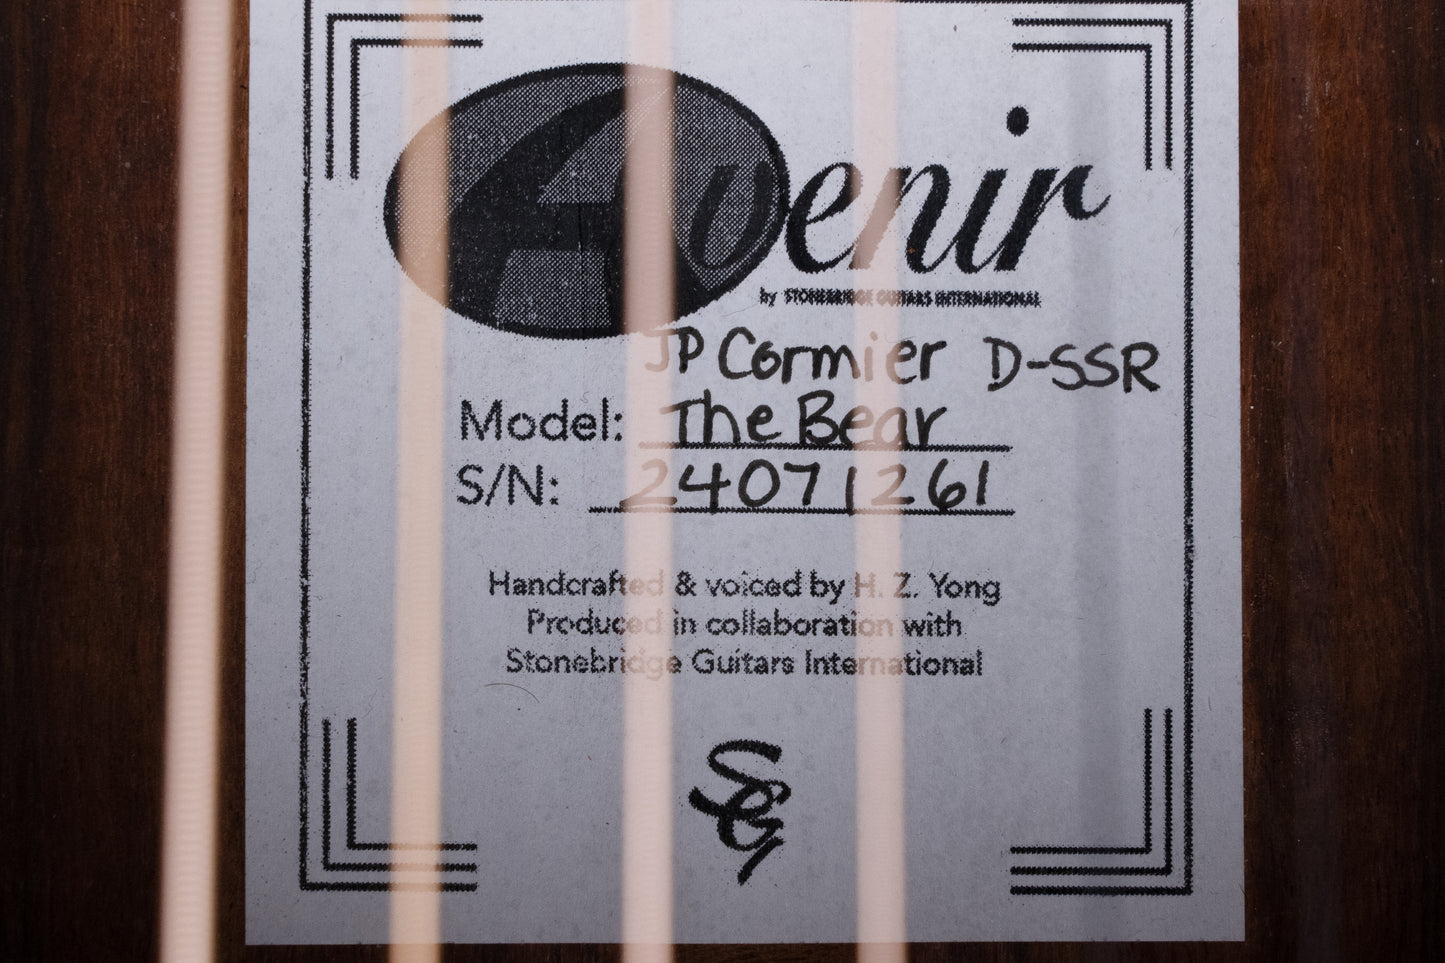 Avenir
by STONEBRIDGE GUITARS INTERNATIONAL
JP Cormier D-SSR
Model: The Bear
S/N: 24071261
Handcrafted & voiced by H. Z. Yong
Produced in collaboration with
Stonebridge Guitars International